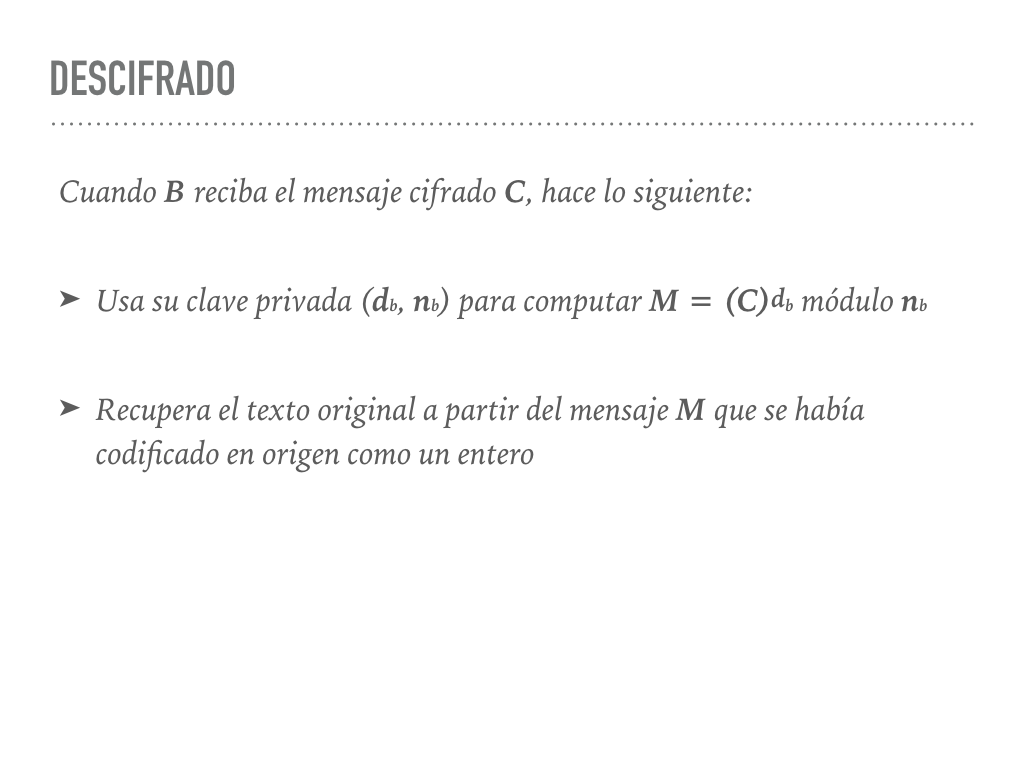 DESCIFRADO
Cuando B reciba el mensaje cifrado C, hace lo siguiente:
➤ Usa su clave privada (d_b, n_b) para computar M = (C)^d_b módulo n_b
➤ Recupera el texto original a partir del mensaje M que se había
codificado en origen como un entero